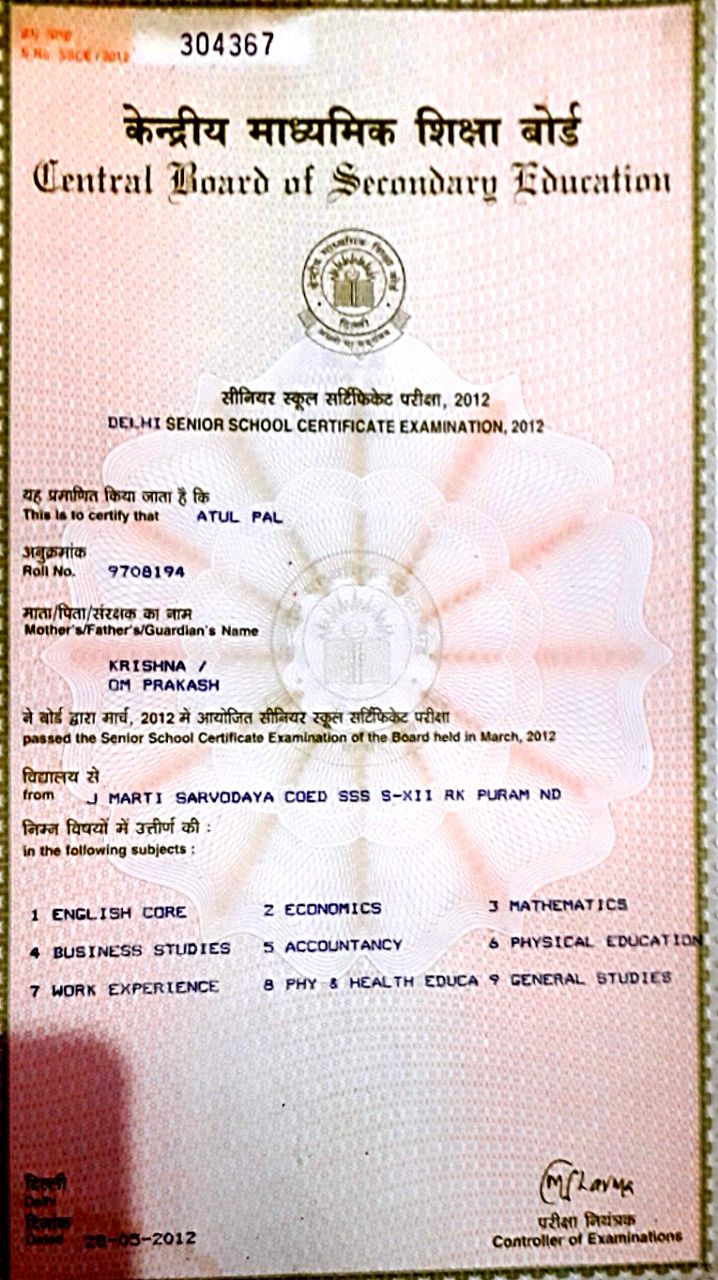 क्रम संख्या
S.No. SSCE/2012
304367
केन्द्रीय माध्यमिक शिक्षा बोर्ड
Central Board of Secondary Education
केन्द्रीय माध्यमिक शिक्षा बोर्ड
दिल्ली
सीनियर स्कूल सर्टिफिकेट परीक्षा, 2012
DELHI SENIOR SCHOOL CERTIFICATE EXAMINATION, 2012
यह प्रमाणित किया जाता है कि
This is to certify that ATUL PAL
अनुक्रमांक
Roll No. 9708194
माता/पिता/संरक्षक का नाम
Mother's/Father's/Guardian's Name
KRISHNA /
OM PRAKASH
ने बोर्ड द्वारा मार्च, 2012 में आयोजित सीनियर स्कूल सर्टिफिकेट परीक्षा
passed the Senior School Certificate Examination of the Board held in March, 2012
विद्यालय से
from J MARTI SARVODAYA COED SSS S-XII RK PURAM ND
निम्न विषयों में उत्तीर्ण की :
in the following subjects :
1 ENGLISH CORE 2 ECONOMICS 3 MATHEMATICS
4 BUSINESS STUDIES 5 ACCOUNTANCY 6 PHYSICAL EDUCATION
7 WORK EXPERIENCE 8 PHY & HEALTH EDUCA 9 GENERAL STUDIES
दिल्ली
Delhi
दिनांक
Dated 28-05-2012
M Sharma
परीक्षा नियंत्रक
Controller of Examinations